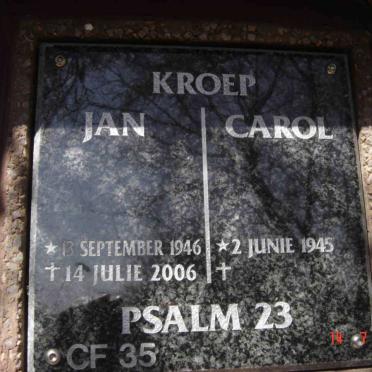 KROEP
JAN
CAROL
* 13 SEPTEMBER 1946
* 2 JUNIE 1945
† 14 JULIE 2006
†
PSALM 23
CF 35